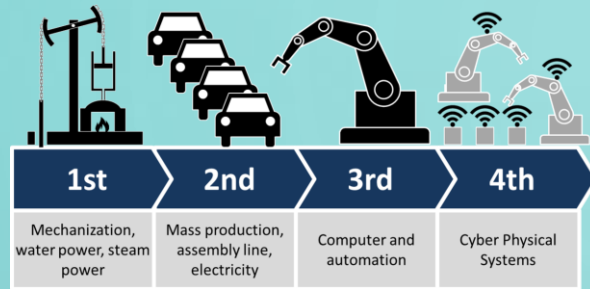 1st
2nd
3rd
4th
Mechanization,
water power, steam
power
Mass production,
assembly line,
electricity
Computer and
automation
Cyber Physical
Systems